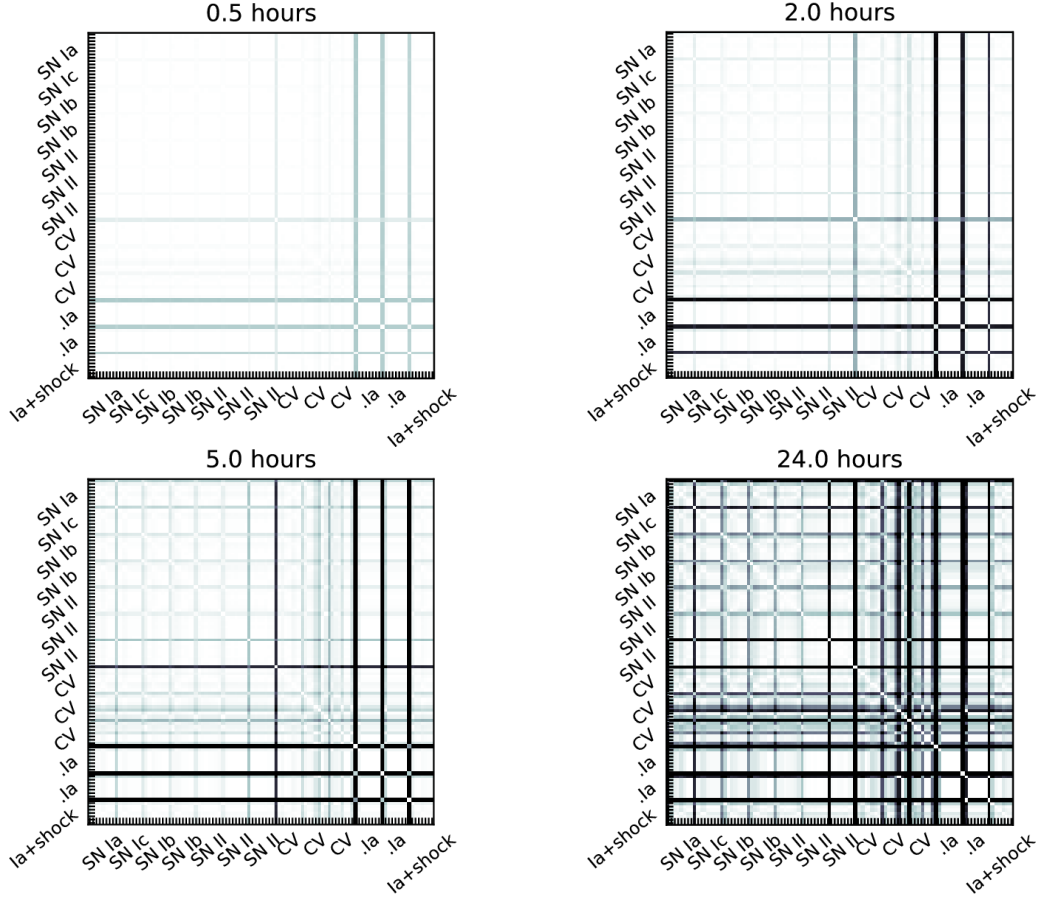 0.5 hours
SN Ia
SN Ic
SN Ib
SN Ib
SN II
SN II
SN II
CV
CV
CV
.Ia
.Ia
Ia+shock
SN Ia
SN Ic
SN Ib
SN Ib
SN II
SN II
SN II
CV
CV
CV
.Ia
.Ia
Ia+shock
2.0 hours
SN Ia
SN Ic
SN Ib
SN Ib
SN II
SN II
SN II
CV
CV
CV
.Ia
.Ia
Ia+shock
SN Ia
SN Ic
SN Ib
SN Ib
SN II
SN II
SN II
CV
CV
CV
.Ia
.Ia
Ia+shock
5.0 hours
SN Ia
SN Ic
SN Ib
SN Ib
SN II
SN II
SN II
CV
CV
CV
.Ia
.Ia
Ia+shock
SN Ia
SN Ic
SN Ib
SN Ib
SN II
SN II
SN II
CV
CV
CV
.Ia
.Ia
Ia+shock
24.0 hours
SN Ia
SN Ic
SN Ib
SN Ib
SN II
SN II
SN II
CV
CV
CV
.Ia
.Ia
Ia+shock
SN Ia
SN Ic
SN Ib
SN Ib
SN II
SN II
SN II
CV
CV
CV
.Ia
.Ia
Ia+shock